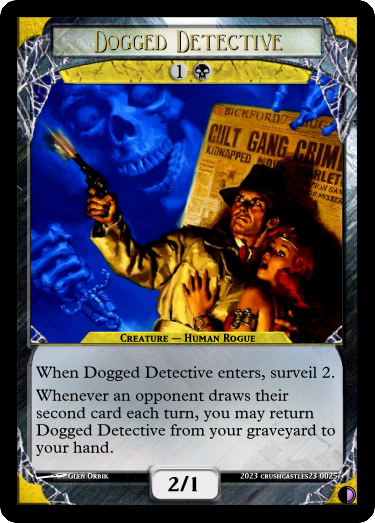 Dogged Detective
1
Bickford
Cult Gang Crime
Kidnapped
Creature — Human Rogue
When Dogged Detective enters, surveil 2.
Whenever an opponent draws their
second card each turn, you may return
Dogged Detective from your graveyard to
your hand.
Glen Orbik
2/1
2023 crushcastles23 0025